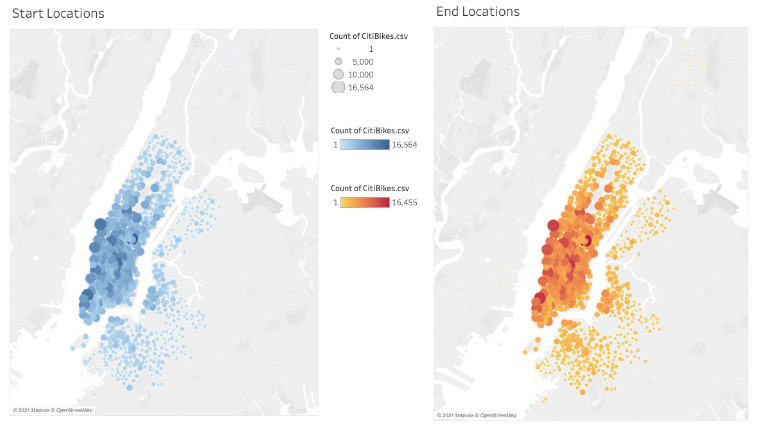 Start Locations
Count of CitiBikes.csv
1
5,000
10,000
16,564
Count of CitiBikes.csv
1 16,564
Count of CitiBikes.csv
1 16,455
© 2021 Mapbox © OpenStreetMap
End Locations
© 2021 Mapbox © OpenStreetMap